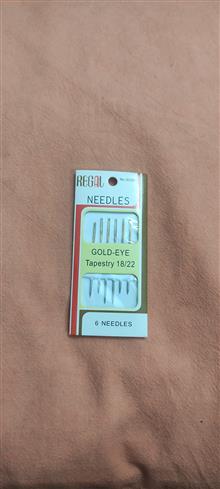 REGAL
NEEDLES
GOLD-EYE
Tapestry 18/22
6 NEEDLES